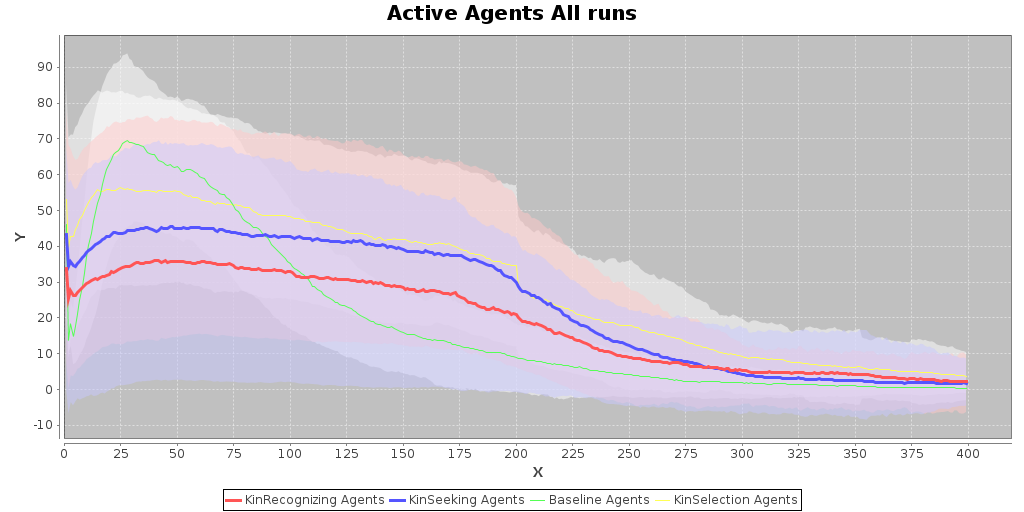 Active Agents All runs
Y
90
80
70
60
50
40
30
20
10
0
-10
0 25 50 75 100 125 150 175 200 225 250 275 300 325 350 375 400
X
KinRecognizing Agents KinSeeking Agents Baseline Agents KinSelection Agents